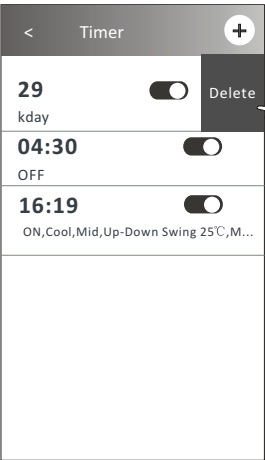 < Timer +
29
Delete
kday
04:30
OFF
16:19
ON,Cool,Mid,Up-Down Swing 25℃,M...